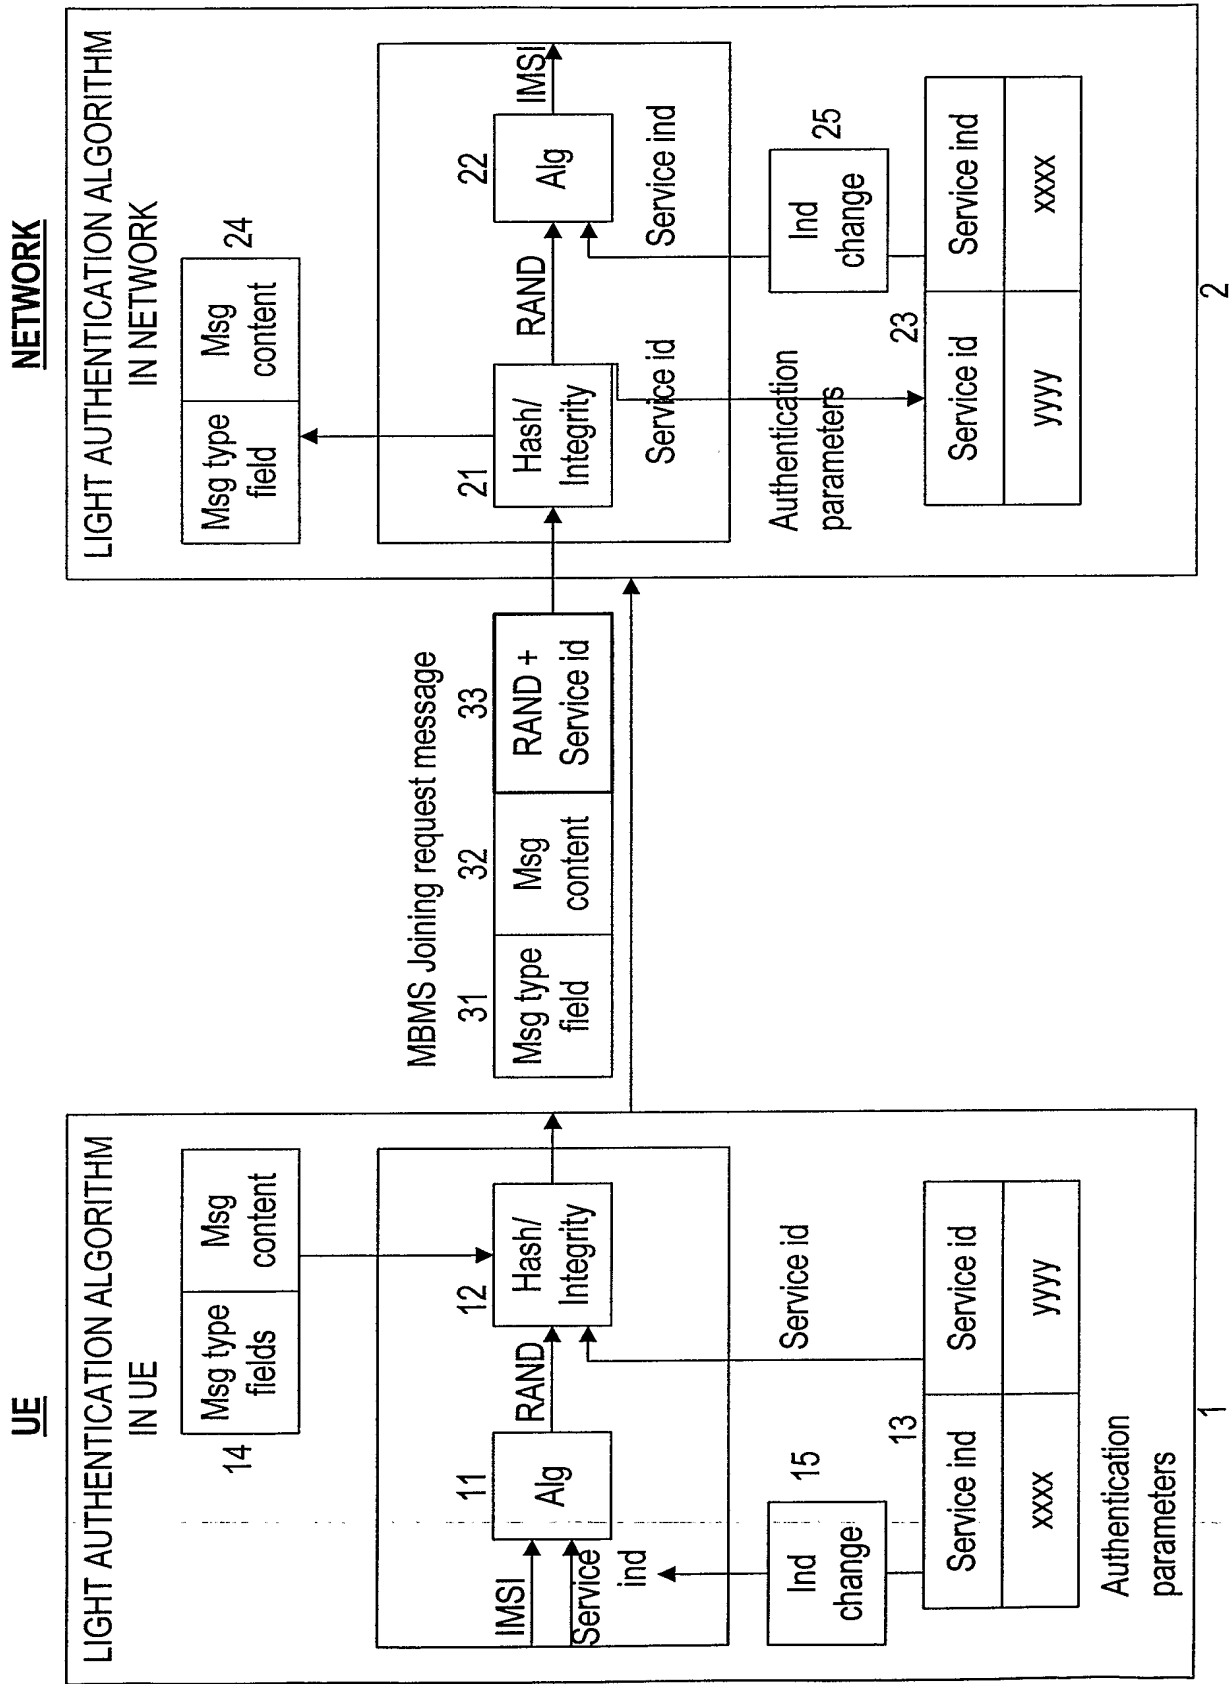 UE
LIGHT AUTHENTICATION ALGORITHM
IN UE
14
Msg type
fields
Msg
content
11
Alg
IMSI
Service
ind
RAND
12
Hash/
Integrity
15
Ind
change
Service id
13
Service ind
Service id
xxxx
yyyy
Authentication
parameters
1
MBMS Joining request message
31
32
33
Msg type
field
Msg
content
RAND +
Service id
NETWORK
LIGHT AUTHENTICATION ALGORITHM
IN NETWORK
24
Msg type
field
Msg
content
21
Hash/
Integrity
RAND
22
Alg
IMSI
Service id
Service ind
Authentication
parameters
25
Ind
change
23
Service id
Service ind
yyyy
xxxx
2